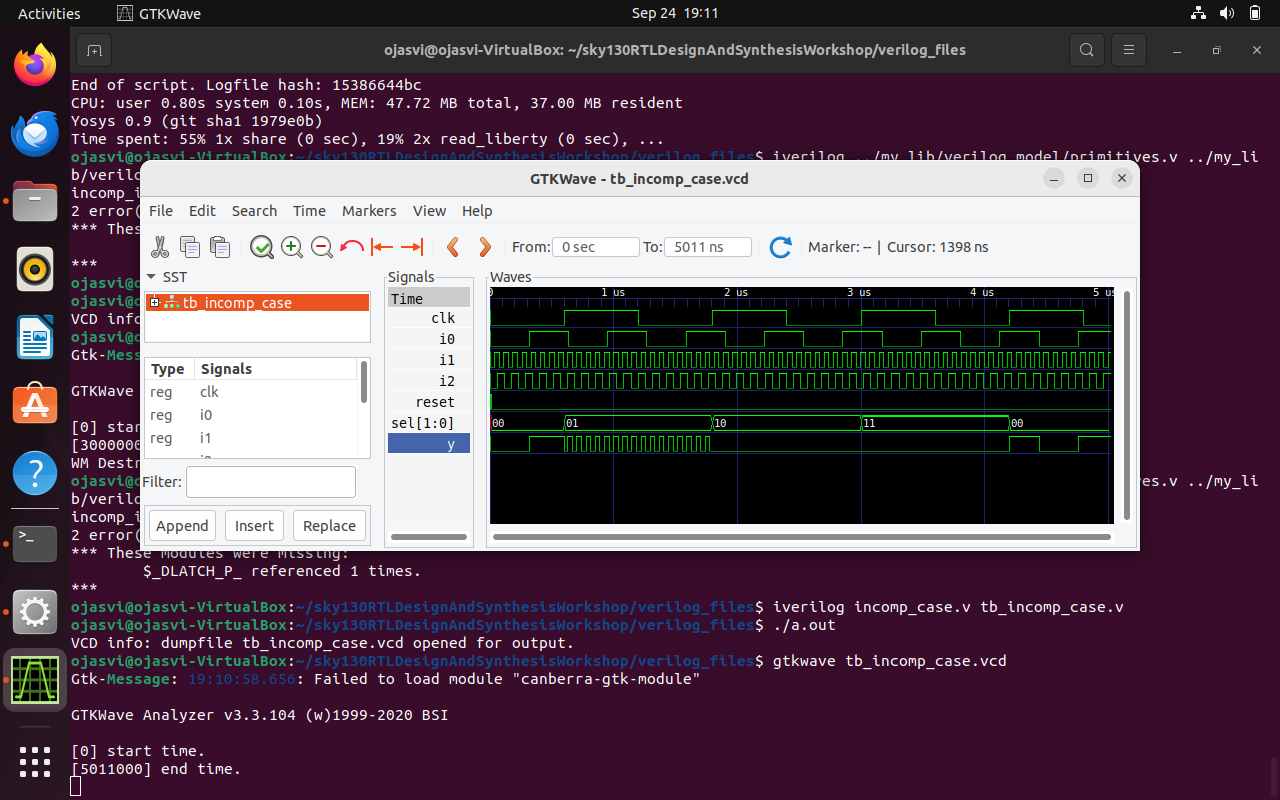 Activities
GTKWave
Sep 24 19:11
ojasvi@ojasvi-VirtualBox: ~/sky130RTLDesignAndSynthesisWorkshop/verilog_files
End of script. Logfile hash: 15386644bc
CPU: user 0.80s system 0.10s, MEM: 47.72 MB total, 37.00 MB resident
Yosys 0.9 (git sha1 1979e0b)
Time spent: 55% 1x share (0 sec), 19% 2x read_liberty (0 sec), ...
ojasvi@ojasvi-VirtualBox:~/sky130RTLDesignAndSynthesisWorkshop/verilog_files$ iverilog ../my_lib/verilog_model/primitives.v ../my_li
b/verilo
incomp_i
2 error(
*** Thes
***
oj
oj
VCD info
oj
Gtk-Mess
GTKWave
[0] star
[3000000
WM Destr
ojasvi
es.v ../my_li
b/verilo
incomp_i
2 error(
GTKWave - tb_incomp_case.vcd
File Edit Search Time Markers View Help
From: 0 sec To: 5011 ns Marker: -- | Cursor: 1398 ns
SST
tb_incomp_case
Type Signals
reg clk
reg i0
reg i1
Filter:
Append Insert Replace
Signals
Time
clk
i0
i1
i2
reset
sel[1:0]
y
Waves
0 1 us 2 us 3 us 4 us 5 us
00 01 10 11 00
*** These Modules were Missing:
$_DLATCH_P_ referenced 1 times.
***
ojasvi@ojasvi-VirtualBox:~/sky130RTLDesignAndSynthesisWorkshop/verilog_files$ iverilog incomp_case.v tb_incomp_case.v
ojasvi@ojasvi-VirtualBox:~/sky130RTLDesignAndSynthesisWorkshop/verilog_files$ ./a.out
VCD info: dumpfile tb_incomp_case.vcd opened for output.
ojasvi@ojasvi-VirtualBox:~/sky130RTLDesignAndSynthesisWorkshop/verilog_files$ gtkwave tb_incomp_case.vcd
Gtk-Message: 19:10:58.656: Failed to load module "canberra-gtk-module"
GTKWave Analyzer v3.3.104 (w)1999-2020 BSI
[0] start time.
[5011000] end time.